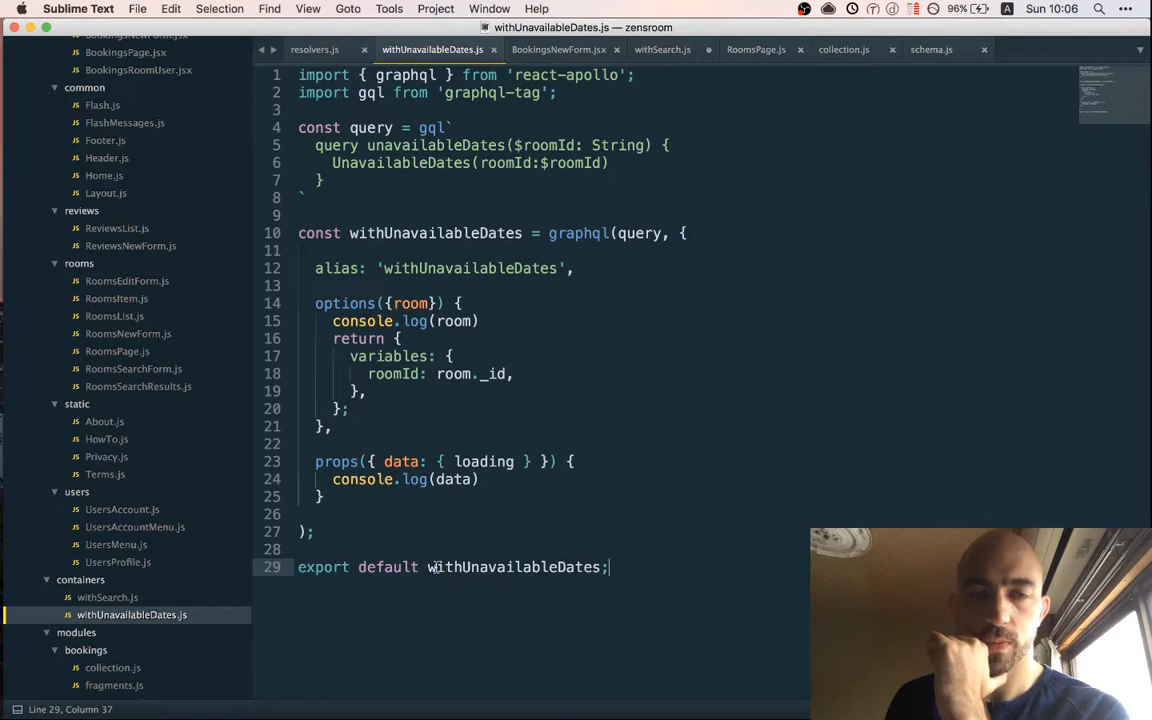 Sublime Text File Edit Selection Find View Goto Tools Project Window Help 96% A Sun 10:06
withUnavailableDates.js — zensroom
resolvers.js withUnavailableDates.js BookingsNewForm.jsx withSearch.js RoomsPage.js collection.js schema.js
BookingsPage.jsx
BookingsRoomUser.jsx
common
Flash.js
FlashMessages.js
Footer.js
Header.js
Home.js
Layout.js
reviews
ReviewsList.js
ReviewsNewForm.js
rooms
RoomsEditForm.js
RoomsItem.js
RoomsList.js
RoomsNewForm.js
RoomsPage.js
RoomsSearchForm.js
RoomsSearchResults.js
static
About.js
HowTo.js
Privacy.js
Terms.js
users
UsersAccount.js
UsersAccountMenu.js
UsersMenu.js
UsersProfile.js
containers
withSearch.js
withUnavailableDates.js
modules
bookings
collection.js
fragments.js
1 import { graphql } from 'react-apollo';
2 import gql from 'graphql-tag';
3
4 const query = gql`
5 query unavailableDates($roomId: String) {
6 UnavailableDates(roomId:$roomId)
7 }
8 `
9
10 const withUnavailableDates = graphql(query, {
11
12 alias: 'withUnavailableDates',
13
14 options({room}) {
15 console.log(room)
16 return {
17 variables: {
18 roomId: room._id,
19 },
20 };
21 },
22
23 props({ data: { loading } }) {
24 console.log(data)
25 }
26
27 );
28
29 export default withUnavailableDates;
Line 29, Column 37